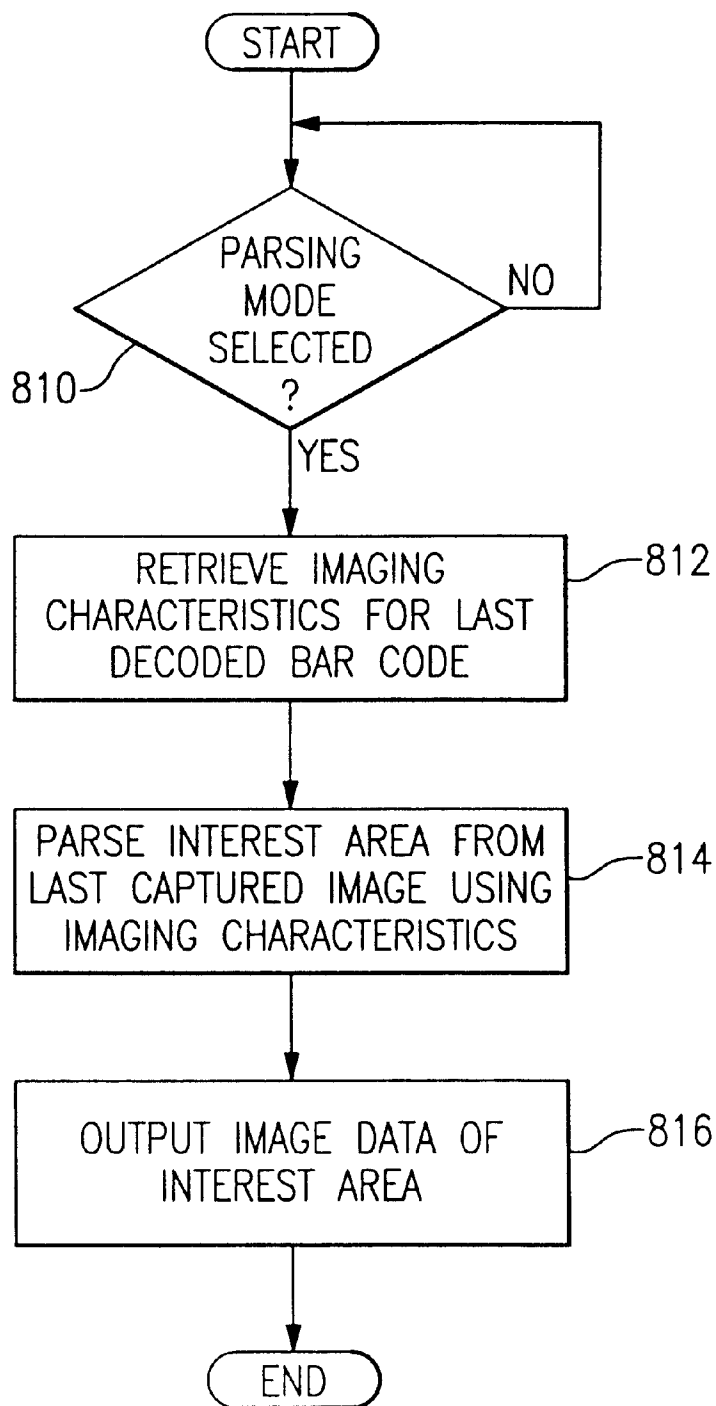 START
PARSING
MODE
SELECTED
?
NO
810
YES
RETRIEVE IMAGING
CHARACTERISTICS FOR LAST
DECODED BAR CODE
812
PARSE INTEREST AREA FROM
LAST CAPTURED IMAGE USING
IMAGING CHARACTERISTICS
814
OUTPUT IMAGE DATA OF
INTEREST AREA
816
END